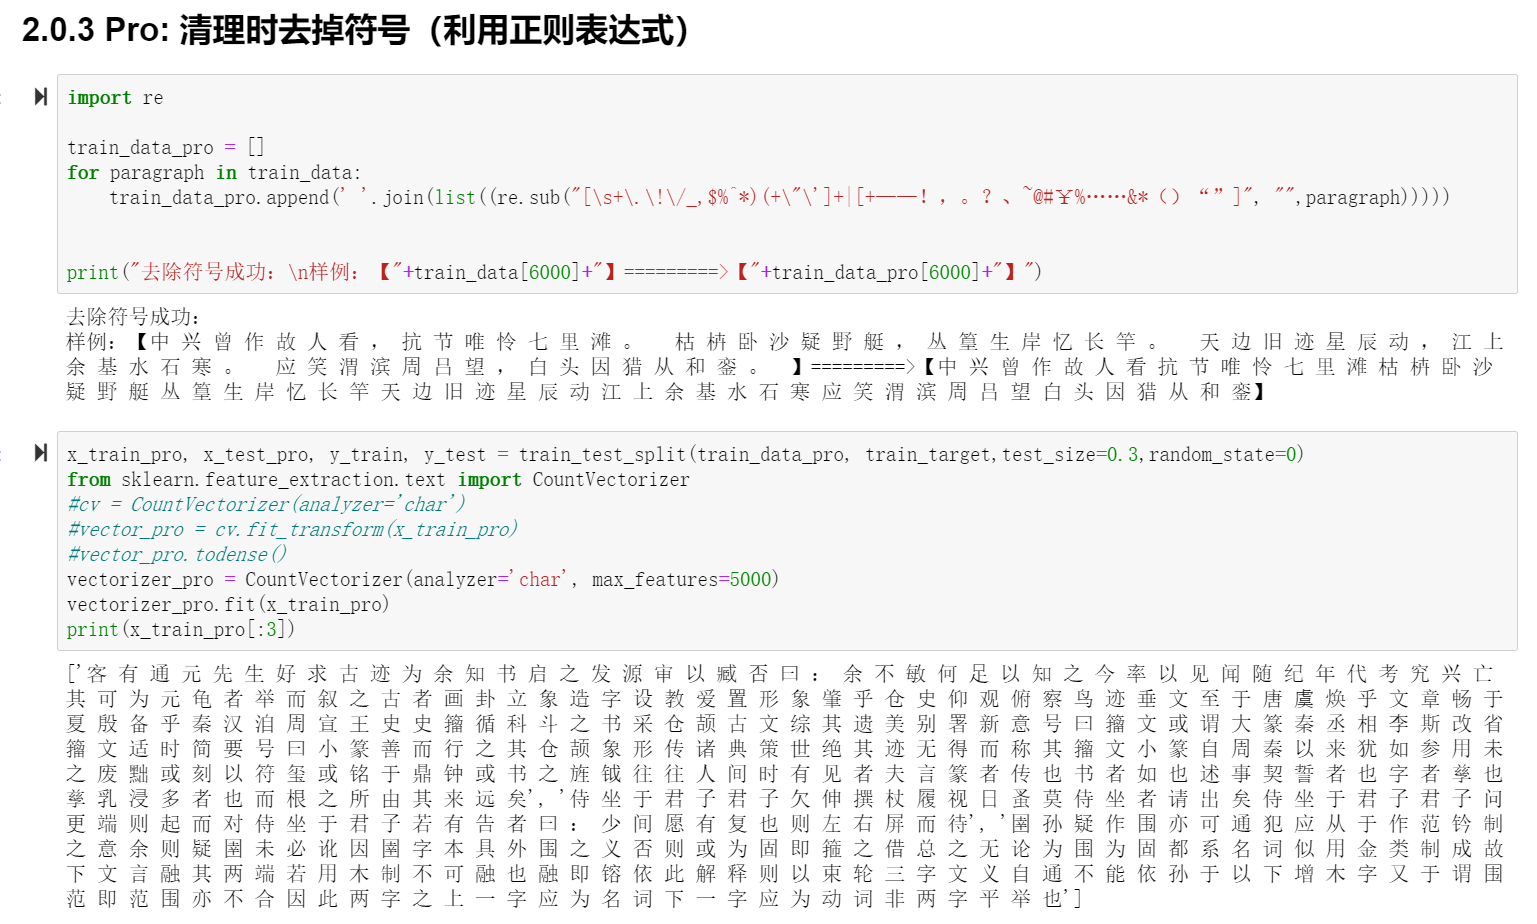 2.0.3 Pro: 清理时去掉符号（利用正则表达式）
import re
train_data_pro = []
for paragraph in train_data:
train_data_pro.append(' '.join(list((re.sub("[\s+\.\!\/_,$%^*)(+\"\']+|[+——！，。？、~@#￥%……&*（）“”]", "",paragraph)))))
print("去除符号成功：\n样例：【"+train_data[6000]+"】=========>【"+train_data_pro[6000]+"】")
去除符号成功：
样例：【中 兴 曾 作 故 人 看 ， 抗 节 唯 怜 七 里 滩 。 枯 枿 卧 沙 疑 野 艇 ， 丛 篁 生 岸 忆 长 竿 。 天 边 旧 迹 星 辰 动 ， 江 上
余 基 水 石 寒 。 应 笑 渭 滨 周 吕 望 ， 白 头 因 猎 从 和 銮 。 】=========>【中 兴 曾 作 故 人 看 抗 节 唯 怜 七 里 滩 枯 枿 卧 沙
疑 野 艇 丛 篁 生 岸 忆 长 竿 天 边 旧 迹 星 辰 动 江 上 余 基 水 石 寒 应 笑 渭 滨 周 吕 望 白 头 因 猎 从 和 銮】
x_train_pro, x_test_pro, y_train, y_test = train_test_split(train_data_pro, train_target,test_size=0.3,random_state=0)
from sklearn.feature_extraction.text import CountVectorizer
#cv = CountVectorizer(analyzer='char')
#vector_pro = cv.fit_transform(x_train_pro)
#vector_pro.todense()
vectorizer_pro = CountVectorizer(analyzer='char', max_features=5000)
vectorizer_pro.fit(x_train_pro)
print(x_train_pro[:3])
['客 有 通 元 先 生 好 求 古 迹 为 余 知 书 启 之 发 源 审 以 臧 否 曰 ： 余 不 敏 何 足 以 知 之 今 率 以 见 闻 随 纪 年 代 考 究 兴 亡
其 可 为 元 龟 者 举 而 叙 之 古 者 画 卦 立 象 造 字 设 教 爰 置 形 象 肇 乎 仓 史 仰 观 俯 察 鸟 迹 垂 文 至 于 唐 虞 焕 乎 文 章 畅 于
夏 殷 备 乎 秦 汉 洎 周 宣 王 史 史 籀 循 科 斗 之 书 采 仓 颉 古 文 综 其 遗 美 别 署 新 意 号 曰 籀 文 或 谓 大 篆 秦 丞 相 李 斯 改 省
籀 文 适 时 简 要 号 曰 小 篆 善 而 行 之 其 仓 颉 象 形 传 诸 典 策 世 绝 其 迹 无 得 而 称 其 籀 文 小 篆 自 周 秦 以 来 犹 如 参 用 未
之 废 黜 或 刻 以 符 玺 或 铭 于 鼎 钟 或 书 之 旌 钺 往 往 人 间 时 有 见 者 夫 言 篆 者 传 也 书 者 如 也 述 事 契 誓 者 也 字 者 孳 也
孳 乳 浸 多 者 也 而 根 之 所 由 其 来 远 矣', '侍 坐 于 君 子 君 子 欠 伸 撰 杖 履 视 日 蚤 莫 侍 坐 者 请 出 矣 侍 坐 于 君 子 君 子 问
更 端 则 起 而 对 侍 坐 于 君 子 若 有 告 者 曰 ： 少 间 愿 有 复 也 则 左 右 屏 而 待', '圉 孙 疑 作 围 亦 可 通 犯 应 从 于 作 范 钤 制
之 意 余 则 疑 圉 未 必 讹 因 圉 字 本 具 外 围 之 义 否 则 或 为 固 即 箍 之 借 总 之 无 论 为 围 为 固 都 系 名 词 似 用 金 类 制 成 故
下 文 言 融 其 两 端 若 用 木 制 不 可 融 也 融 即 镕 依 此 解 释 则 以 束 轮 三 字 文 义 自 通 不 能 依 孙 于 以 下 增 木 字 又 于 谓 围
范 即 范 围 亦 不 合 因 此 两 字 之 上 一 字 应 为 名 词 下 一 字 应 为 动 词 非 两 字 平 举 也']